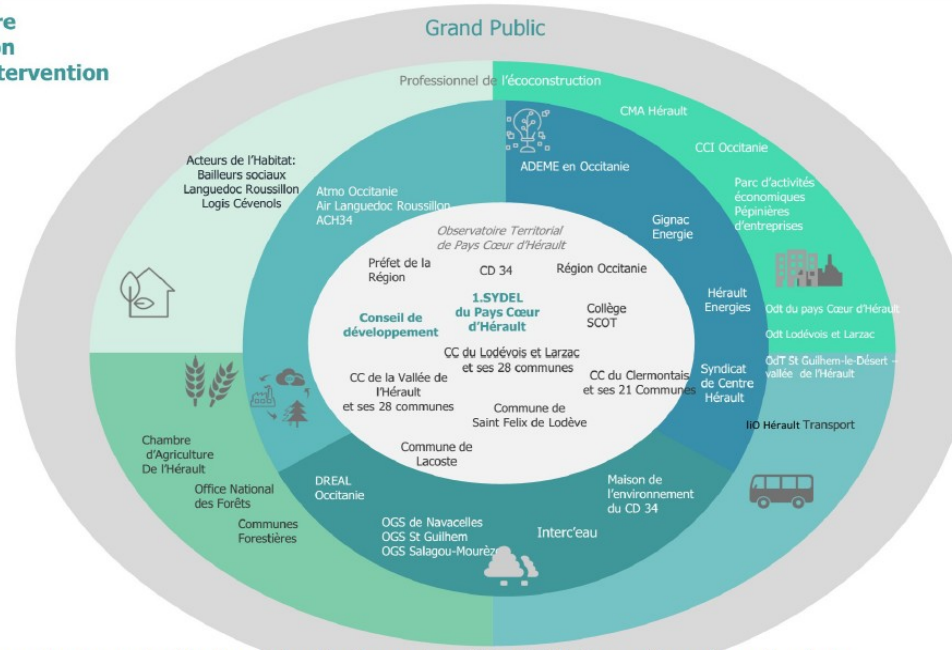 re
on
tervention
Grand Public
Professionnel de l'écoconstruction
CMA Hérault
CCI Occitanie
Parc d'activités
économiques
Pépinières
d'entreprises
Acteurs de l'Habitat:
Bailleurs sociaux
Languedoc Roussillon
Logis Cévenols
Atmo Occitanie
Air Languedoc Roussillon
ACH34
ADEME en Occitanie
Gignac
Energie
Hérault
Energies
Syndicat
de Centre
Hérault
Odt du pays Cœur d'Hérault
Odt Lodévois et Larzac
OdT St Guilhem-le-Désert –
vallée de l'Hérault
liO Hérault Transport
Observatoire Territorial
de Pays Cœur d'Hérault
Préfet de la
Région
CD 34
Région Occitanie
Conseil de
développement
1.SYDEL
du Pays Cœur
d'Hérault
Collège
SCOT
CC du Lodévois et Larzac
et ses 28 communes
CC de la Vallée de
l'Hérault
et ses 28 communes
CC du Clermontais
et ses 21 Communes
Commune de
Saint Felix de Lodève
Commune de
Lacoste
Chambre
d'Agriculture
De l'Hérault
Office National
des Forêts
Communes
Forestières
DREAL
Occitanie
OGS de Navacelles
OGS St Guilhem
OGS Salagou-Mourèze
Interc'eau
Maison de
l'environnement
du CD 34